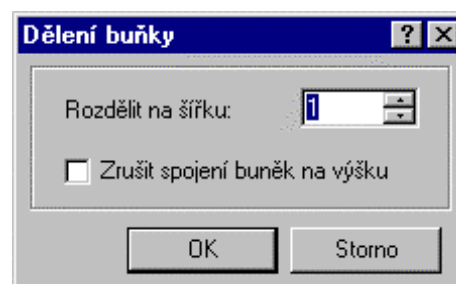 Dělení buňky
Rozdělit na šířku: 1
Zrušit spojení buněk na výšku
OK Storno